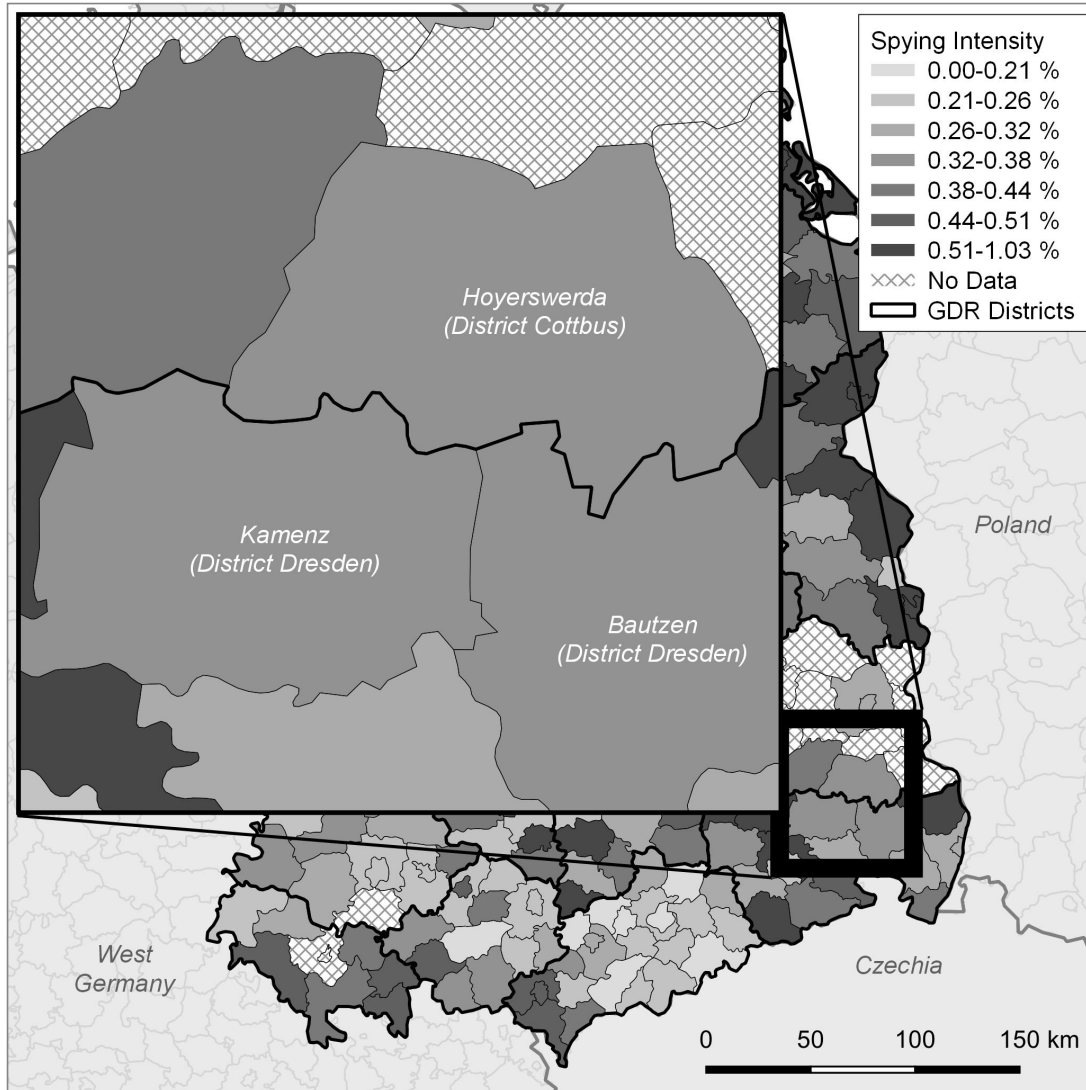 Spying Intensity
0.00-0.21 %
0.21-0.26 %
0.26-0.32 %
0.32-0.38 %
0.38-0.44 %
0.44-0.51 %
0.51-1.03 %
No Data
GDR Districts
Hoyerswerda
(District Cottbus)
Kamenz
(District Dresden)
Bautzen
(District Dresden)
Poland
West
Germany
Czechia
0 50 100 150 km